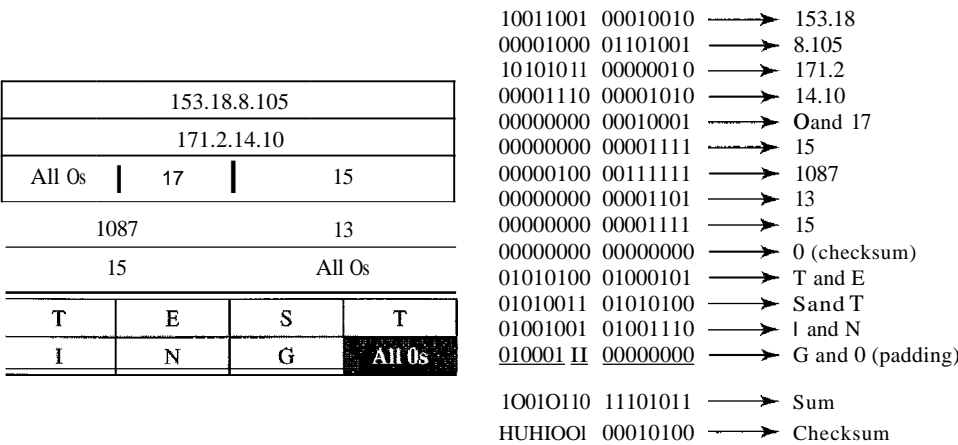 153.18.8.105
171.2.14.10
All 0s 17 15
1087 13
15 All 0s
T E S T
I N G All 0s
10011001 00010010 153.18
00001000 01101001 8.105
10101011 00000010 171.2
00001110 00001010 14.10
00000000 00010001 Oand 17
00000000 00001111 15
00000100 00111111 1087
00000000 00001101 13
00000000 00001111 15
00000000 00000000 0 (checksum)
01010100 01000101 T and E
01010011 01010100 Sand T
01001001 01001110 I and N
010001 II 00000000 G and 0 (padding)
1O01O110 11101011 Sum
HUHIOOl 00010100 Checksum